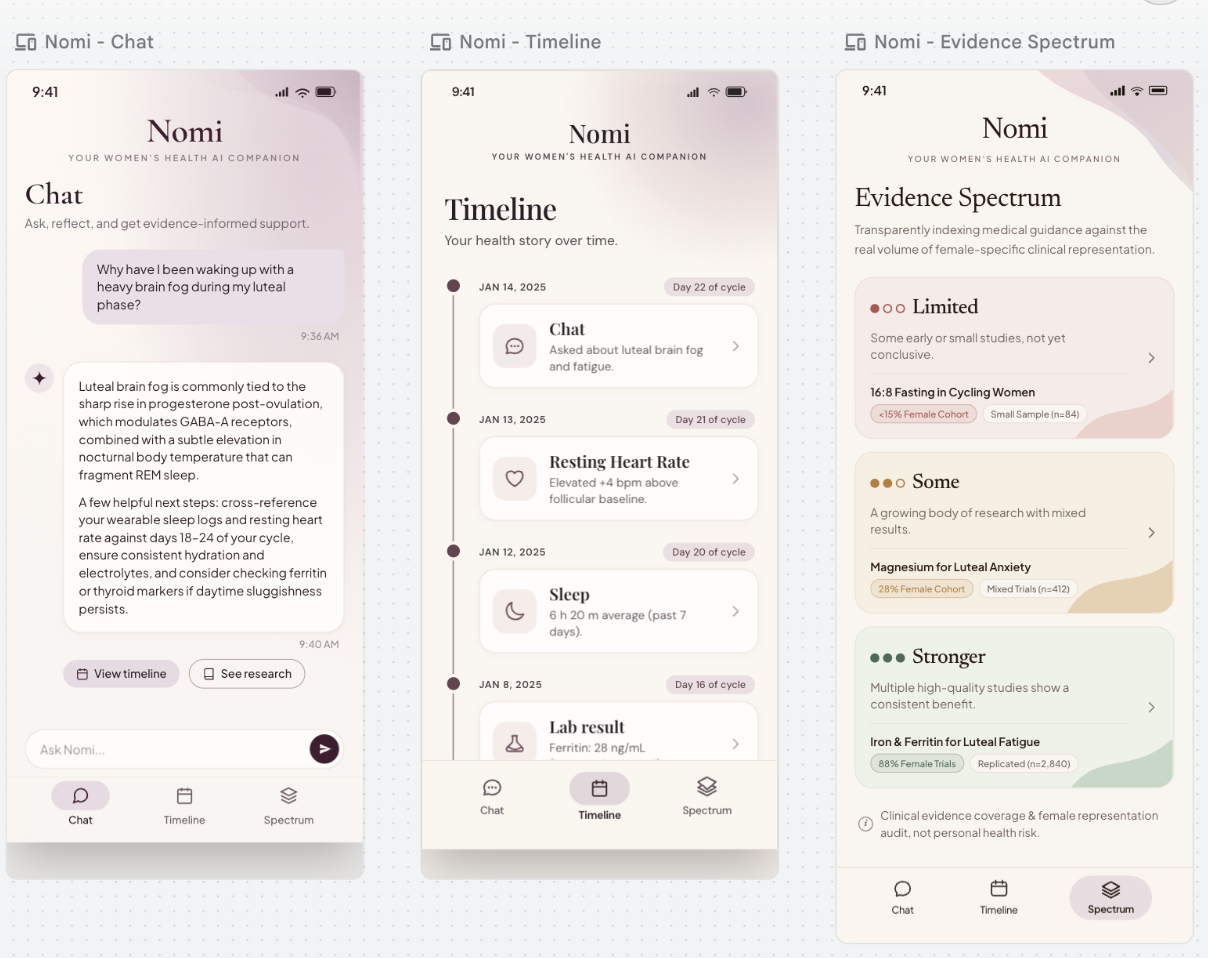 Nomi - Chat
9:41
Nomi
YOUR WOMEN'S HEALTH AI COMPANION
Chat
Ask, reflect, and get evidence-informed support.
Why have I been waking up with a
heavy brain fog during my luteal
phase?
9:36 AM
Luteal brain fog is commonly tied to the
sharp rise in progesterone post-ovulation,
which modulates GABA-A receptors,
combined with a subtle elevation in
nocturnal body temperature that can
fragment REM sleep.
A few helpful next steps: cross-reference
your wearable sleep logs and resting heart
rate against days 18–24 of your cycle,
ensure consistent hydration and
electrolytes, and consider checking ferritin
or thyroid markers if daytime sluggishness
persists.
9:40 AM
View timeline
See research
Ask Nomi...
Chat
Timeline
Spectrum
Nomi - Timeline
9:41
Nomi
YOUR WOMEN'S HEALTH AI COMPANION
Timeline
Your health story over time.
JAN 14, 2025
Day 22 of cycle
Chat
Asked about luteal brain fog
and fatigue.
JAN 13, 2025
Day 21 of cycle
Resting Heart Rate
Elevated +4 bpm above
follicular baseline.
JAN 12, 2025
Day 20 of cycle
Sleep
6 h 20 m average (past 7
days).
JAN 8, 2025
Day 16 of cycle
Lab result
Ferritin: 28 ng/mL
Chat
Timeline
Spectrum
Nomi - Evidence Spectrum
9:41
Nomi
YOUR WOMEN'S HEALTH AI COMPANION
Evidence Spectrum
Transparently indexing medical guidance against the
real volume of female-specific clinical representation.
Limited
Some early or small studies, not yet
conclusive.
16:8 Fasting in Cycling Women
<15% Female Cohort
Small Sample (n=84)
Some
A growing body of research with mixed
results.
Magnesium for Luteal Anxiety
28% Female Cohort
Mixed Trials (n=412)
Stronger
Multiple high-quality studies show a
consistent benefit.
Iron & Ferritin for Luteal Fatigue
88% Female Trials
Replicated (n=2,840)
Clinical evidence coverage & female representation
audit, not personal health risk.
Chat
Timeline
Spectrum